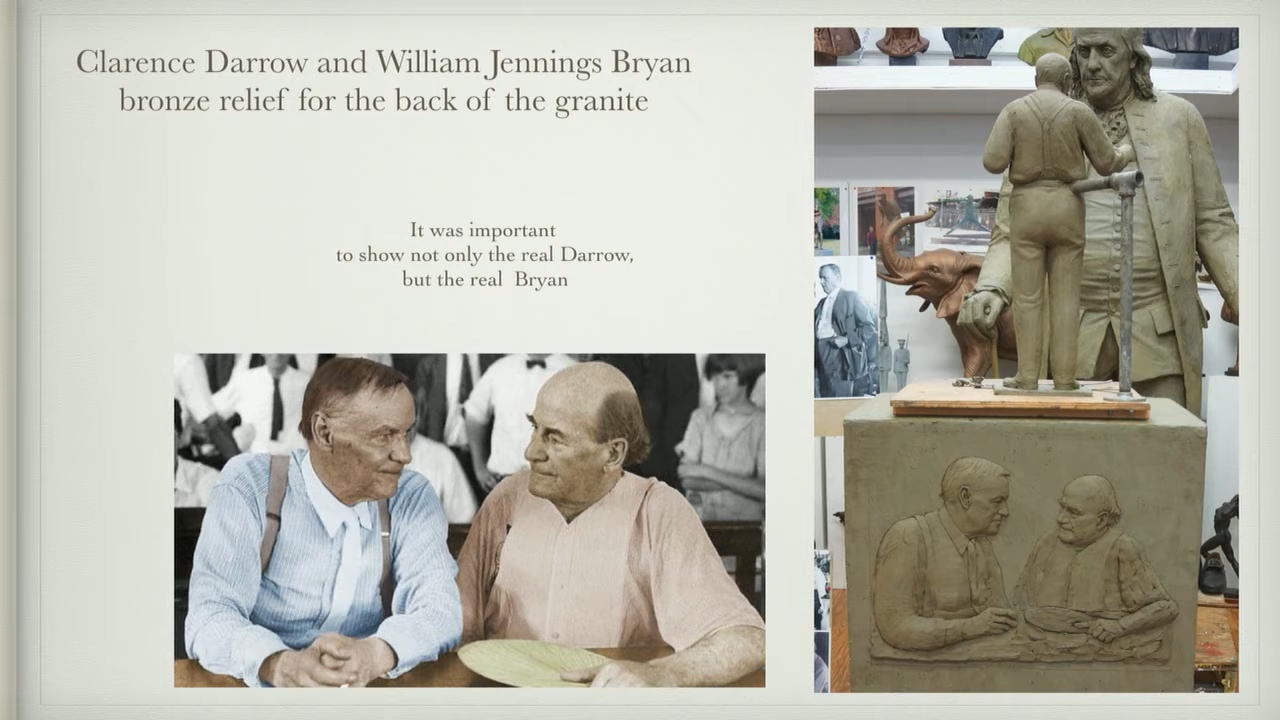 Clarence Darrow and William Jennings Bryan
bronze relief for the back of the granite
It was important
to show not only the real Darrow,
but the real Bryan